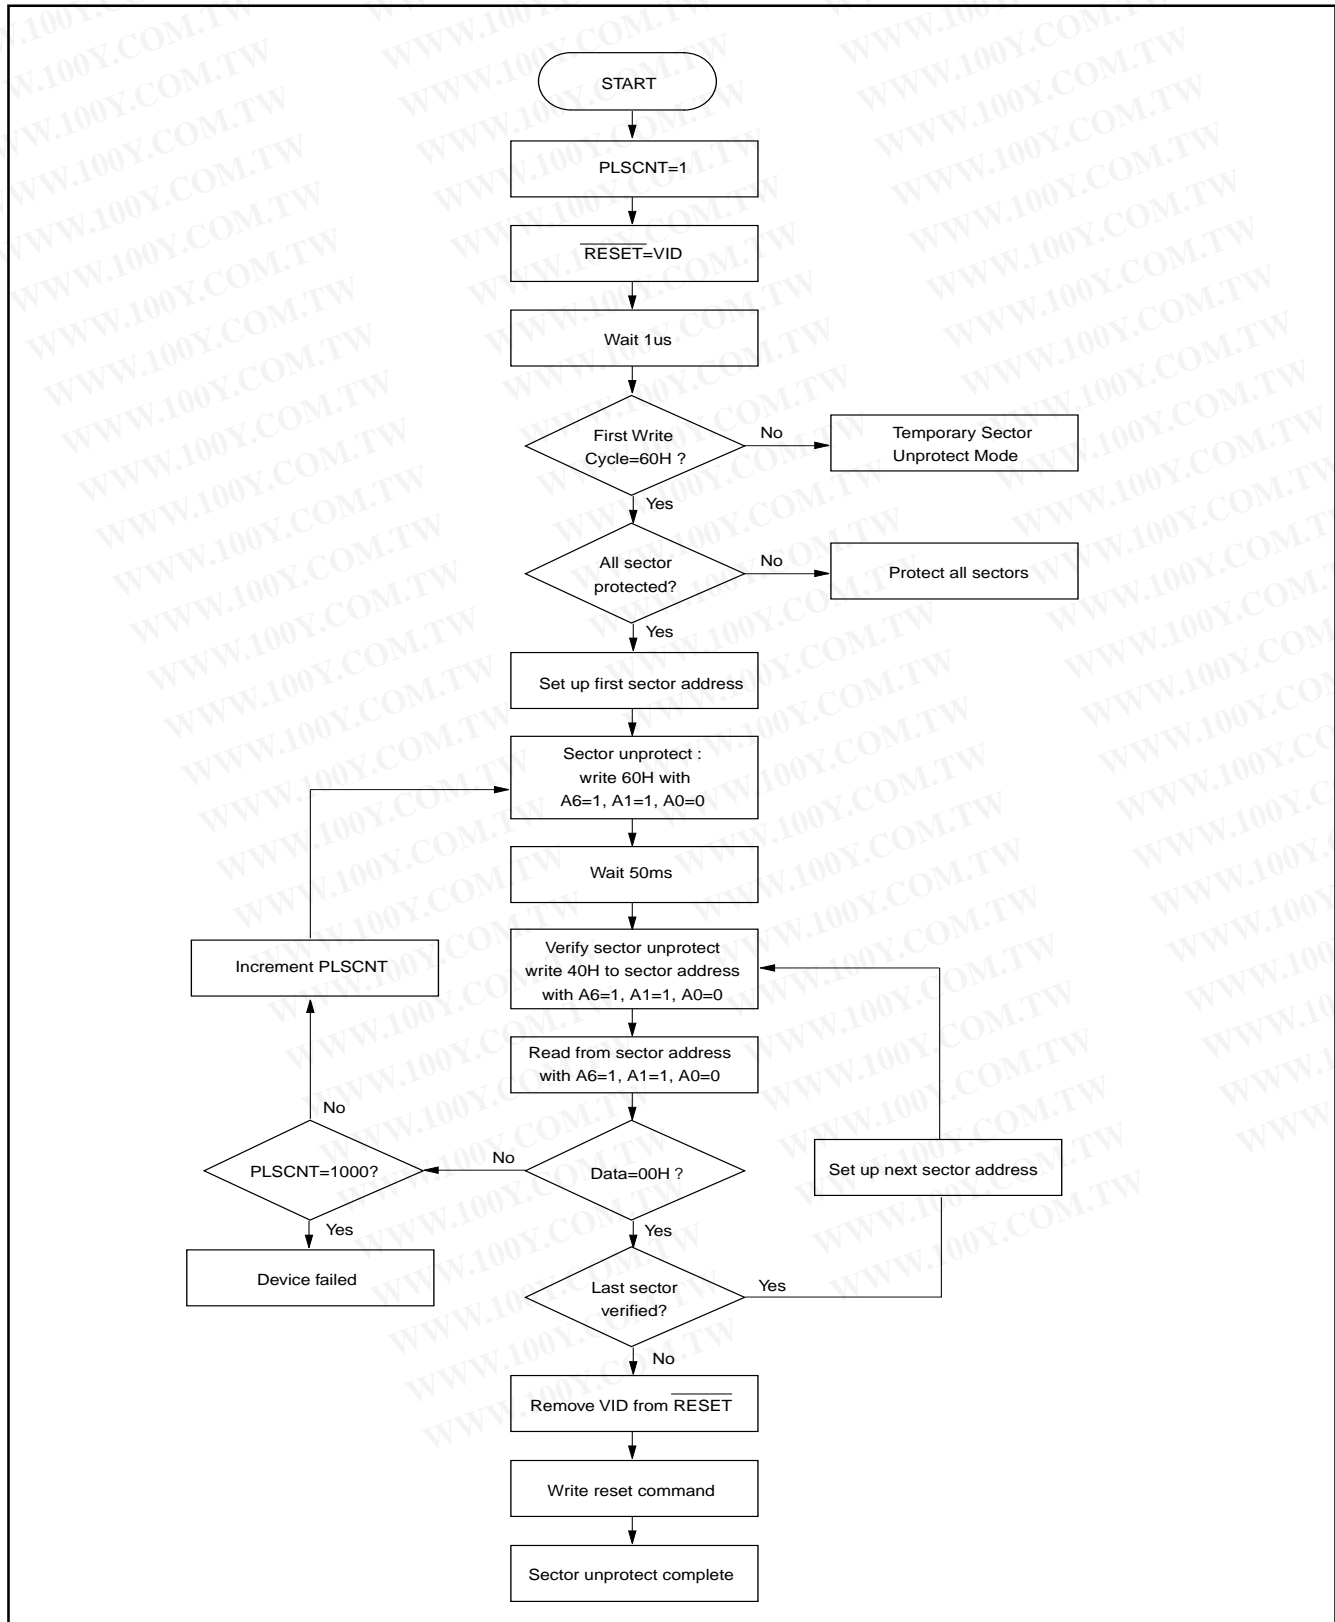 START
PLSCNT=1
RESET=VID
Wait 1us
First Write
Cycle=60H ?
No
Temporary Sector
Unprotect Mode
Yes
All sector
protected?
No
Protect all sectors
Yes
Set up first sector address
Sector unprotect :
write 60H with
A6=1, A1=1, A0=0
Wait 50ms
Verify sector unprotect
write 40H to sector address
with A6=1, A1=1, A0=0
Increment PLSCNT
Read from sector address
with A6=1, A1=1, A0=0
No
PLSCNT=1000?
No
Data=00H ?
Set up next sector address
Yes
Yes
Device failed
Last sector
verified?
Yes
No
Remove VID from RESET
Write reset command
Sector unprotect complete
WWW.100Y.COM.TW